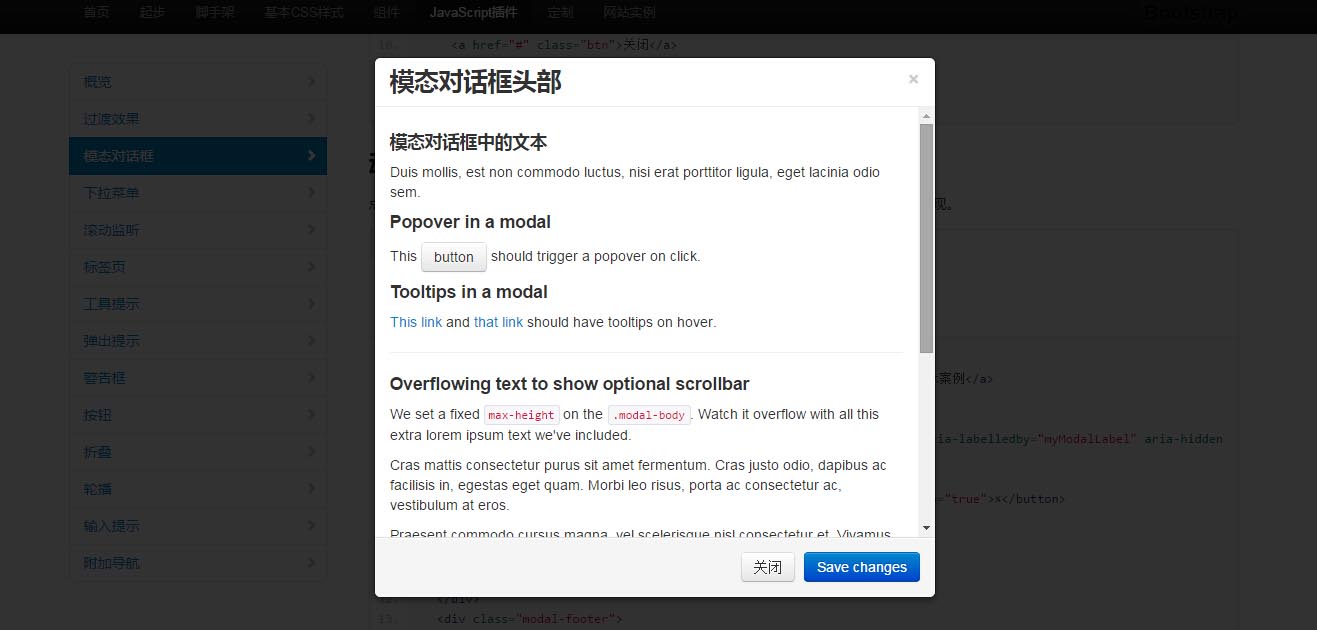 首页 起步 脚手架 基本CSS样式 组件 JavaScript插件 定制 网站实例 Bootstrap
10. <a href="#" class="btn">关闭</a>
概览
过渡效果
模态对话框
下拉菜单
滚动监听
标签页
工具提示
弹出提示
警告框
按钮
折叠
轮播
输入提示
附加导航
模态对话框头部 ×
模态对话框中的文本
Duis mollis, est non commodo luctus, nisi erat porttitor ligula, eget lacinia odio
sem.
Popover in a modal
This button should trigger a popover on click.
Tooltips in a modal
This link and that link should have tooltips on hover.
Overflowing text to show optional scrollbar
We set a fixed max-height on the .modal-body. Watch it overflow with all this
extra lorem ipsum text we've included.
Cras mattis consectetur purus sit amet fermentum. Cras justo odio, dapibus ac
facilisis in, egestas eget quam. Morbi leo risus, porta ac consectetur ac,
vestibulum at eros.
Praesent commodo cursus magna, vel scelerisque nisl consectetur et. Vivamus
关闭 Save changes
现。
案例</a>
ia-labelledby="myModalLabel" aria-hidden
="true">×</button>
12. </div>
13. <div class="modal-footer">